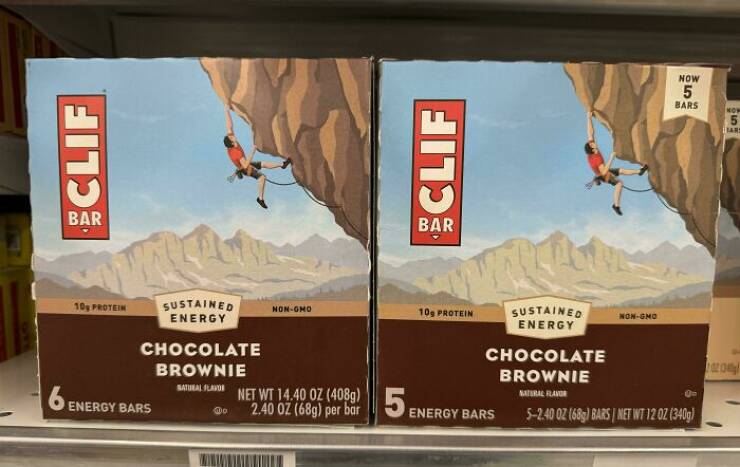 CLIF
BAR
10g PROTEIN
SUSTAINED
ENERGY
NON-GMO
CHOCOLATE
BROWNIE
NATURAL FLAVOR
6 ENERGY BARS
NET WT 14.40 OZ (408g)
2.40 OZ (68g) per bar
NOW
5
BARS
CLIF
BAR
10g PROTEIN
SUSTAINED
ENERGY
NON-GMO
CHOCOLATE
BROWNIE
NATURAL FLAVOR
5 ENERGY BARS
5-2.40 OZ (68g) BARS | NET WT 12 OZ (340g)
NOW
5